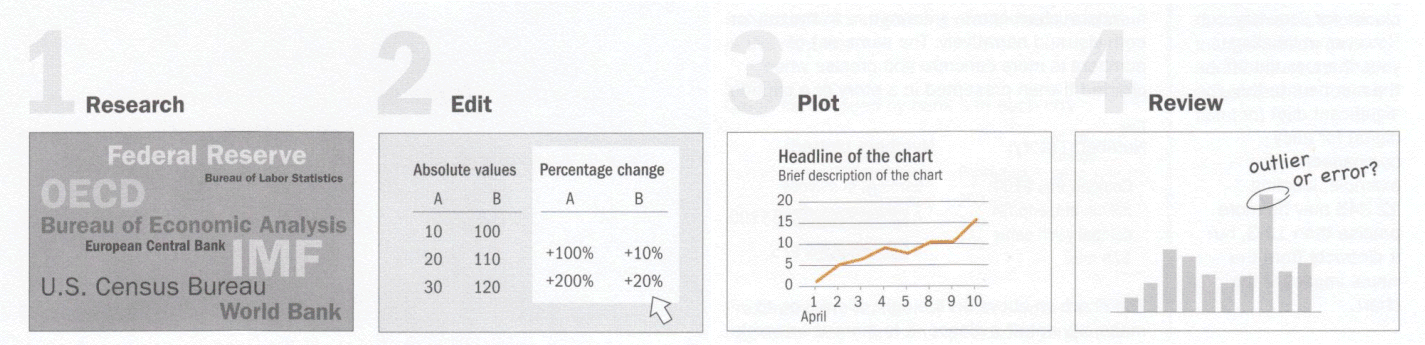 1 Research
Federal Reserve
Bureau of Labor Statistics
OECD
Bureau of Economic Analysis
European Central Bank
IMF
U.S. Census Bureau
World Bank
2 Edit
Absolute values Percentage change
A B A B
10 100
20 110 +100% +10%
30 120 +200% +20%
3 Plot
Headline of the chart
Brief description of the chart
20
15
10
5
0
1 2 3 4 5 8 9 10
April
4 Review
outlier
or error?